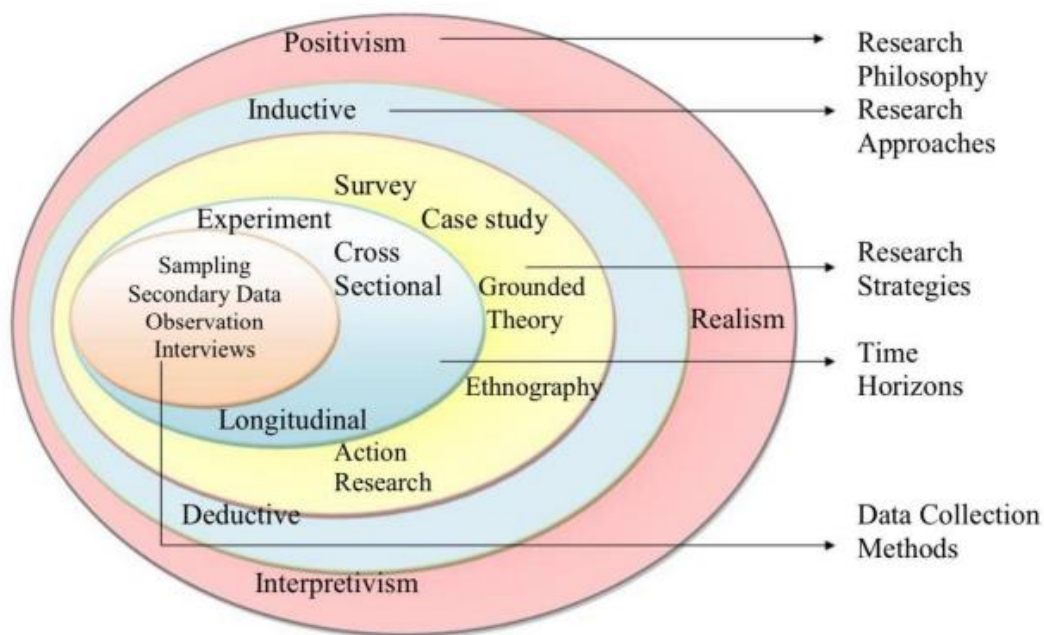 Positivism
Research
Philosophy
Inductive
Research
Approaches
Survey
Experiment
Case study
Cross
Sectional
Sampling
Secondary Data
Observation
Interviews
Grounded
Theory
Research
Strategies
Realism
Time
Horizons
Ethnography
Longitudinal
Action
Research
Deductive
Data Collection
Methods
Interpretivism